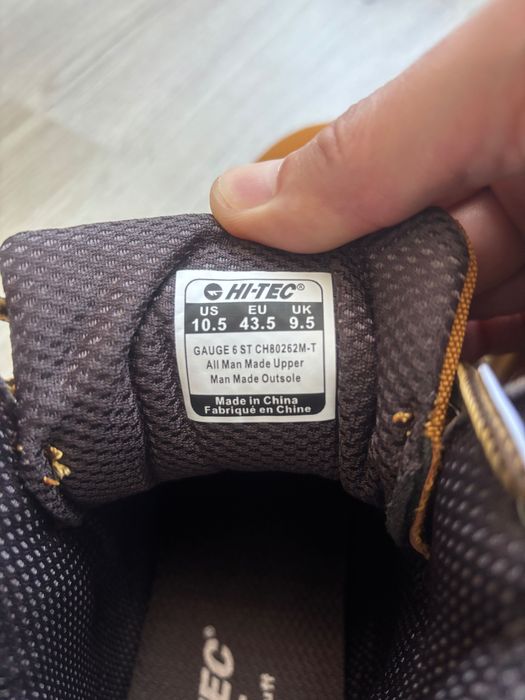 HI-TEC®
US EU UK
10.5 43.5 9.5
GAUGE 6 ST CH80262M-T
All Man Made Upper
Man Made Outsole
Made in China
Fabriqué en Chine
-TEC®